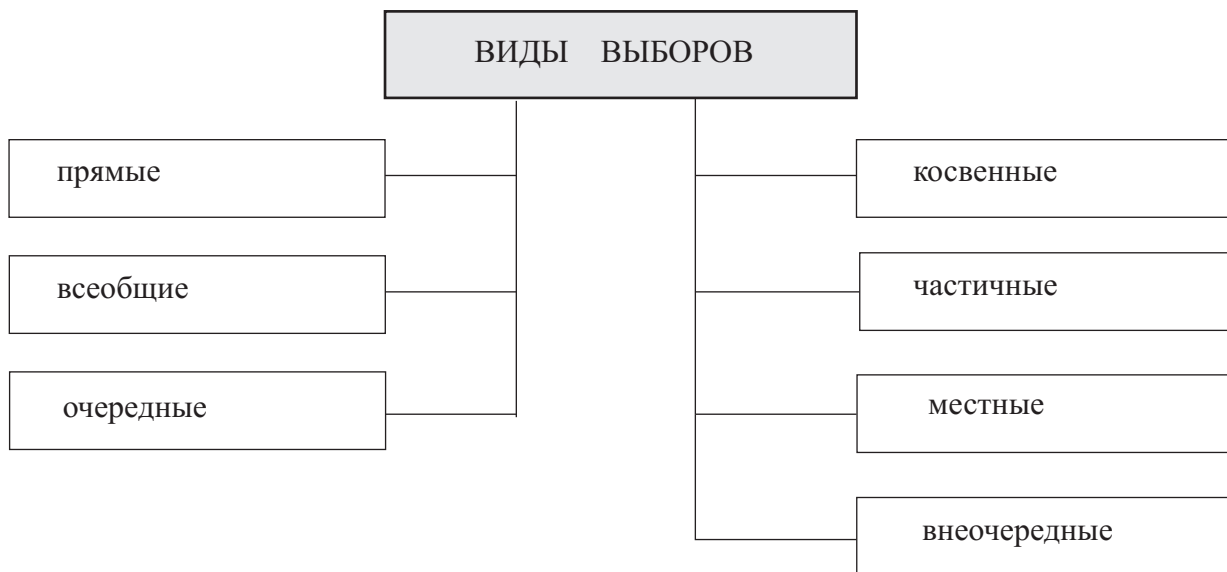 ВИДЫ ВЫБОРОВ
прямые
косвенные
всеобщие
частичные
очередные
местные
внеочередные